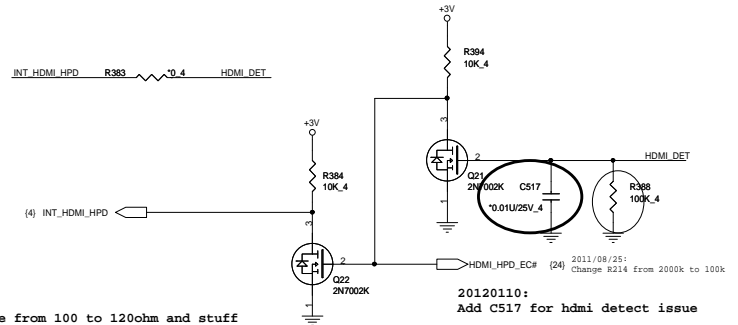 +3V
R394
10K_4
INT_HDMI_HPD R383 *0_4 HDMI_DET
3
+3V
2
HDMI_DET
R384
10K_4
Q21
2N7002K
C517
*0.01U/25V_4
R388
100K_4
1
{4} INT_HDMI_HPD
3
2
HDMI_HPD_EC# {24}
2011/08/25:
Change R214 from 2000k to 100k
Q22
2N7002K
1
20120110:
Add C517 for hdmi detect issue
e from 100 to 120ohm and stuff